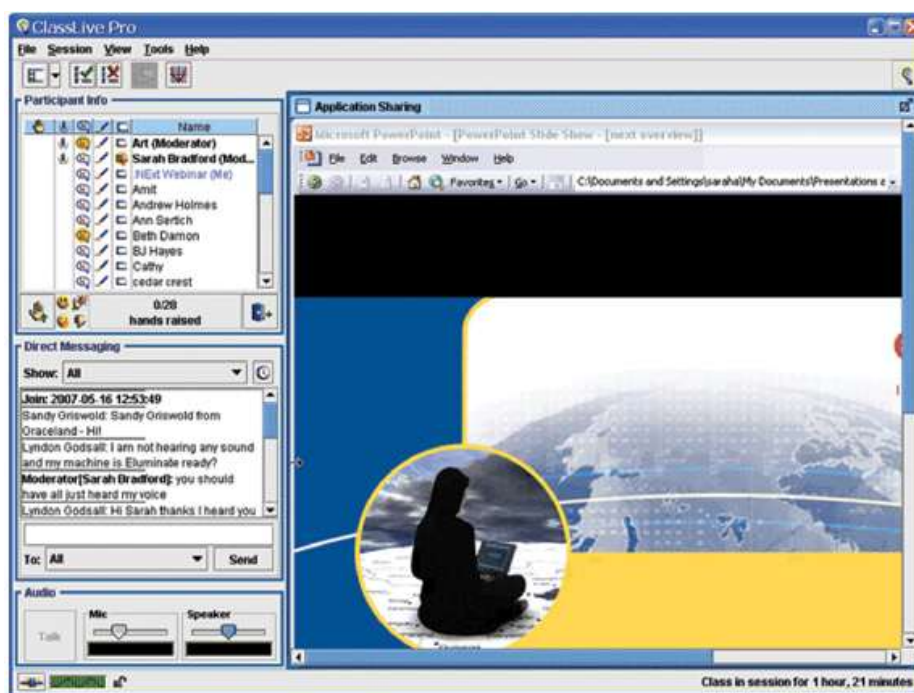 ClassLive Pro
File Session View Tools Help
Participant Info
Name
Art (Moderator)
Sarah Bradford (Mod...
:NExt Webinar (Me)
Amit
Andrew Holmes
Ann Sertich
Beth Damon
BJ Hayes
Cathy
cedar crest
0/28
hands raised
Direct Messaging
Show: All
Join: 2007-05-16 12:53:49
Sandy Griswold: Sandy Griswold from
Graceland - Hi!
Lyndon Godsall: I am not hearing any sound
and my machine is Eluminate ready?
Moderator[Sarah Bradford]: you should
have all just heard my voice
Lyndon Godsall: Hi Sarah thanks I heard you
To: All Send
Audio
Talk
Mic Speaker
Application Sharing
Microsoft PowerPoint - [PowerPoint Slide Show - [next overview]]
File Edit Browse Window Help
Favorites Go C:\Documents and Settings\saraha\My Documents\Presentations a
Class in session for 1 hour, 21 minutes